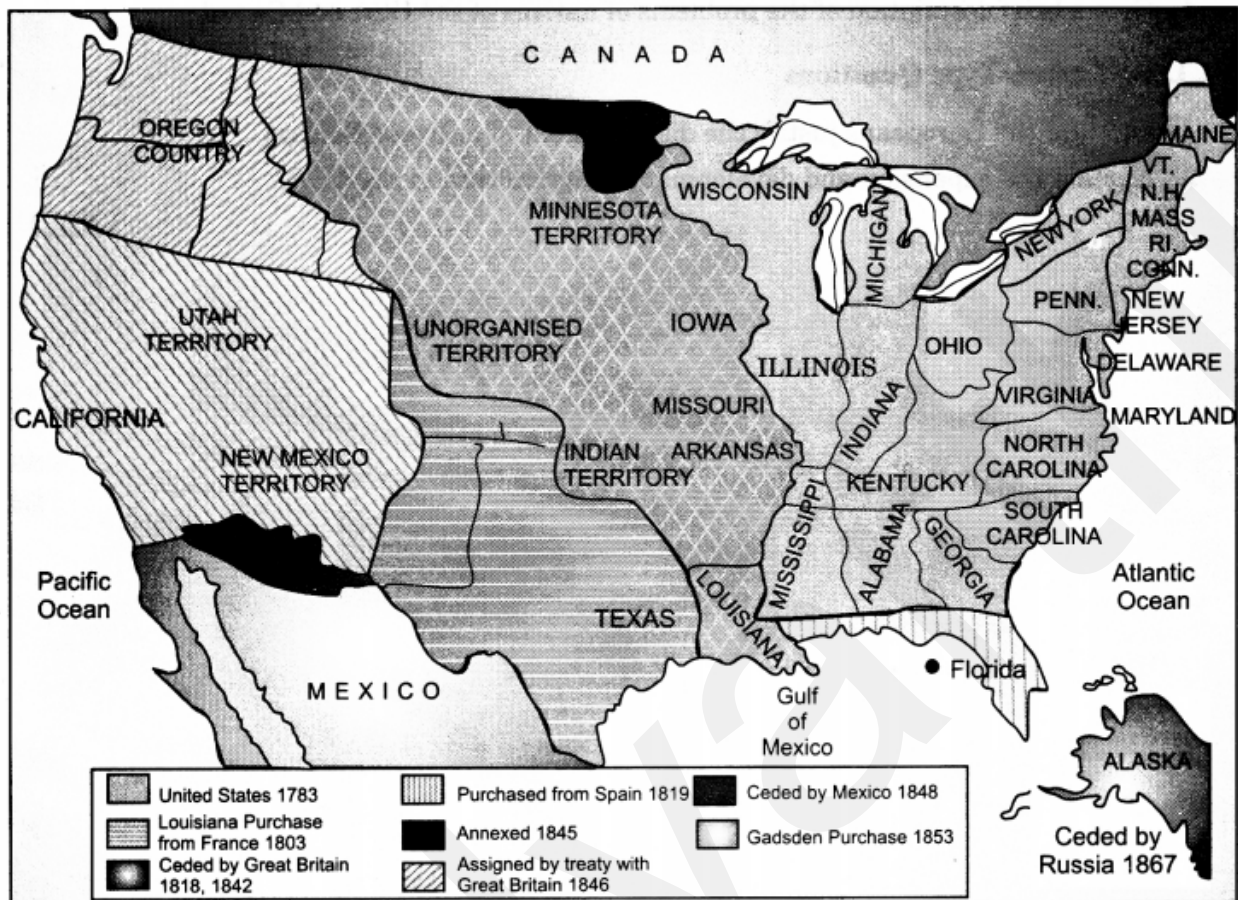 CANADA
OREGON
COUNTRY
MAINE
VT.
N.H.
MASS
RI.
CONN.
WISCONSIN
MINNESOTA
TERRITORY
MICHIGAN
NEWYORK
PENN.
NEW
JERSEY
UTAH
TERRITORY
UNORGANISED
TERRITORY
IOWA
ILLINOIS
OHIO
DELAWARE
INDIANA
VIRGINIA
MARYLAND
CALIFORNIA
MISSOURI
NEW MEXICO
TERRITORY
INDIAN
TERRITORY
ARKANSAS
KENTUCKY
NORTH
CAROLINA
SOUTH
CAROLINA
MISSISSIPPI
ALABAMA
GEORGIA
Pacific
Ocean
Atlantic
Ocean
TEXAS
LOUISIANA
Florida
MEXICO
Gulf
of
Mexico
ALASKA
Ceded by
Russia 1867
United States 1783
Louisiana Purchase
from France 1803
Ceded by Great Britain
1818, 1842
Purchased from Spain 1819
Annexed 1845
Assigned by treaty with
Great Britain 1846
Ceded by Mexico 1848
Gadsden Purchase 1853